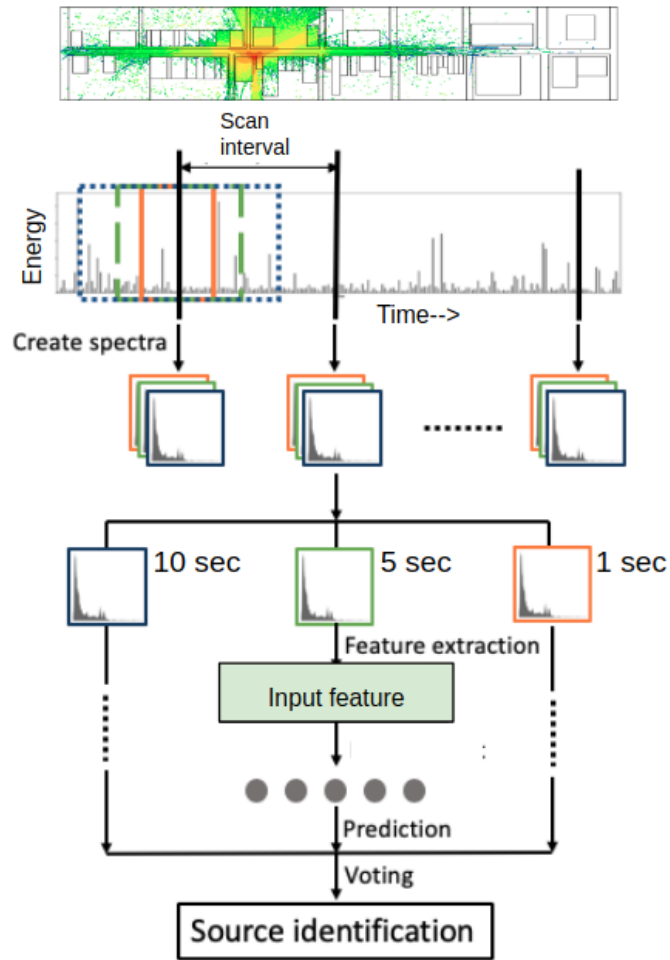 Scan
interval
Energy
Time-->
Create spectra
10 sec
5 sec
1 sec
Feature extraction
Input feature
:
Prediction
Voting
Source identification